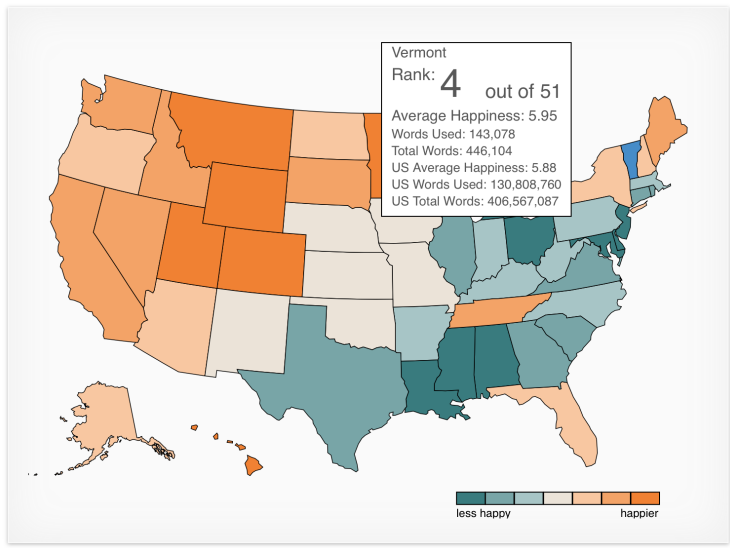 Vermont
Rank: 4 out of 51
Average Happiness: 5.95
Words Used: 143,078
Total Words: 446,104
US Average Happiness: 5.88
US Words Used: 130,808,760
US Total Words: 406,567,087
less happy happier